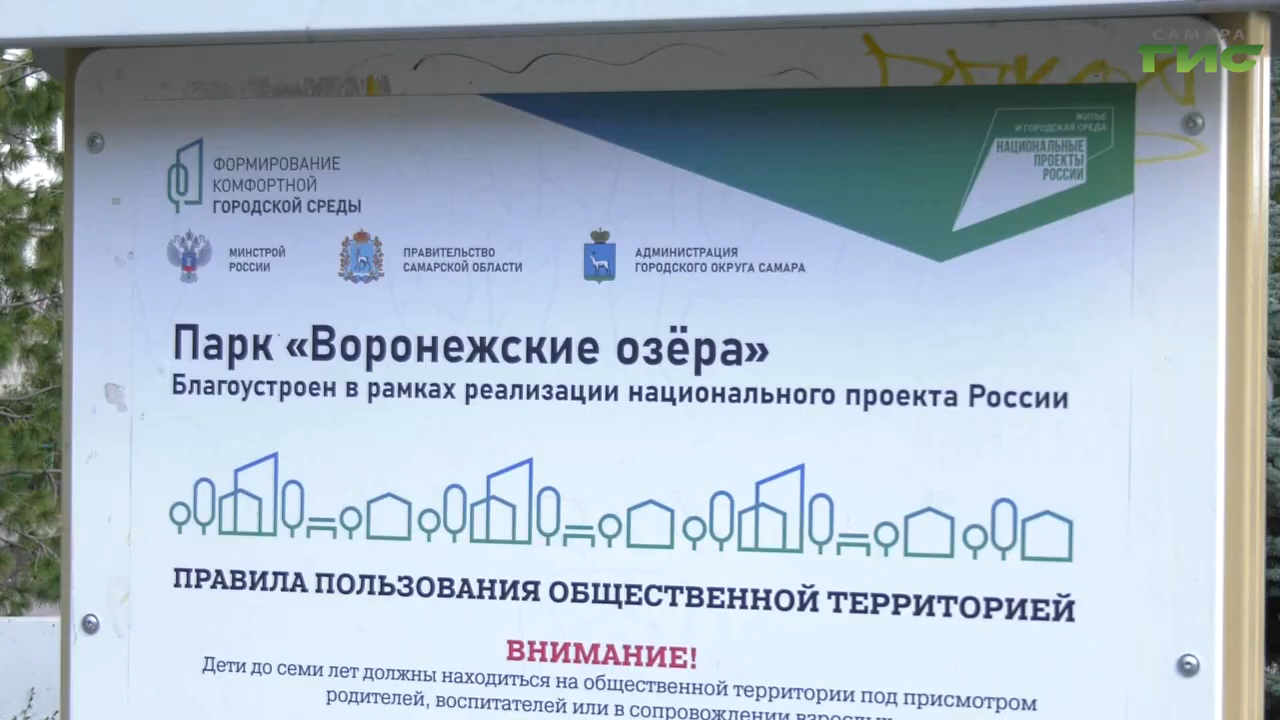 САМАРА
ГИС
ЖИЛЬЕ
И ГОРОДСКАЯ СРЕДА
НАЦИОНАЛЬНЫЕ
ПРОЕКТЫ
РОССИИ
ФОРМИРОВАНИЕ
КОМФОРТНОЙ
ГОРОДСКОЙ СРЕДЫ
МИНСТРОЙ
РОССИИ
ПРАВИТЕЛЬСТВО
САМАРСКОЙ ОБЛАСТИ
АДМИНИСТРАЦИЯ
ГОРОДСКОГО ОКРУГА САМАРА
Парк «Воронежские озёра»
Благоустроен в рамках реализации национального проекта России
ПРАВИЛА ПОЛЬЗОВАНИЯ ОБЩЕСТВЕННОЙ ТЕРРИТОРИЕЙ
ВНИМАНИЕ!
Дети до семи лет должны находиться на общественной территории под присмотром
родителей, воспитателей или в сопровождении